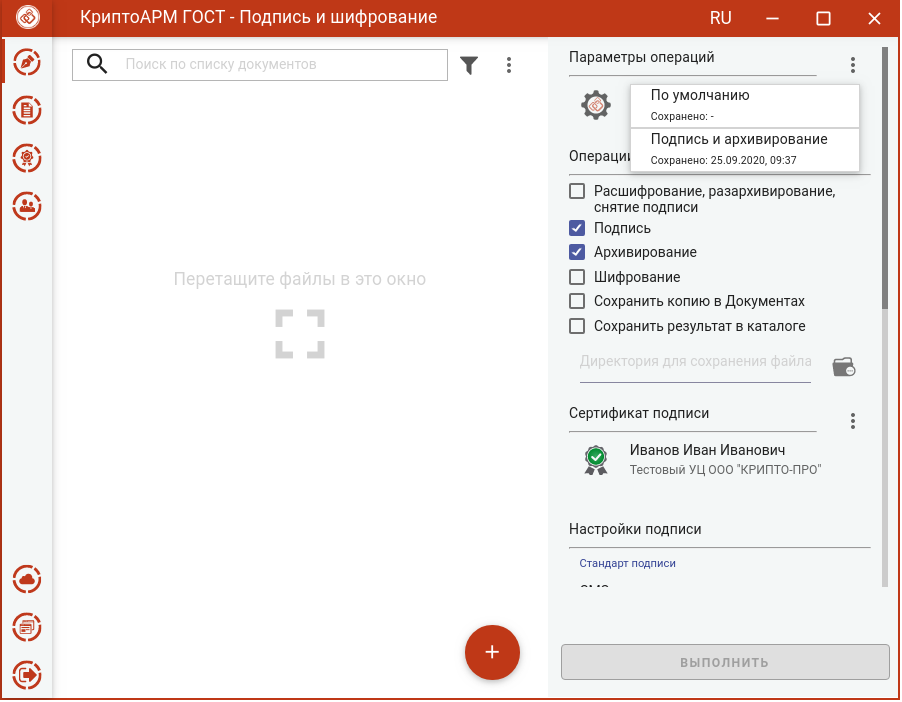 КриптоАРМ ГОСТ - Подпись и шифрование
RU
Поиск по списку документов
Перетащите файлы в это окно
+
Параметры операций
По умолчанию
Сохранено: -
Подпись и архивирование
Сохранено: 25.09.2020, 09:37
Операции
Расшифрование, разархивирование,
снятие подписи
Подпись
Архивирование
Шифрование
Сохранить копию в Документах
Сохранить результат в каталоге
Директория для сохранения файла
Сертификат подписи
Иванов Иван Иванович
Тестовый УЦ ООО "КРИПТО-ПРО"
Настройки подписи
Стандарт подписи
ВЫПОЛНИТЬ